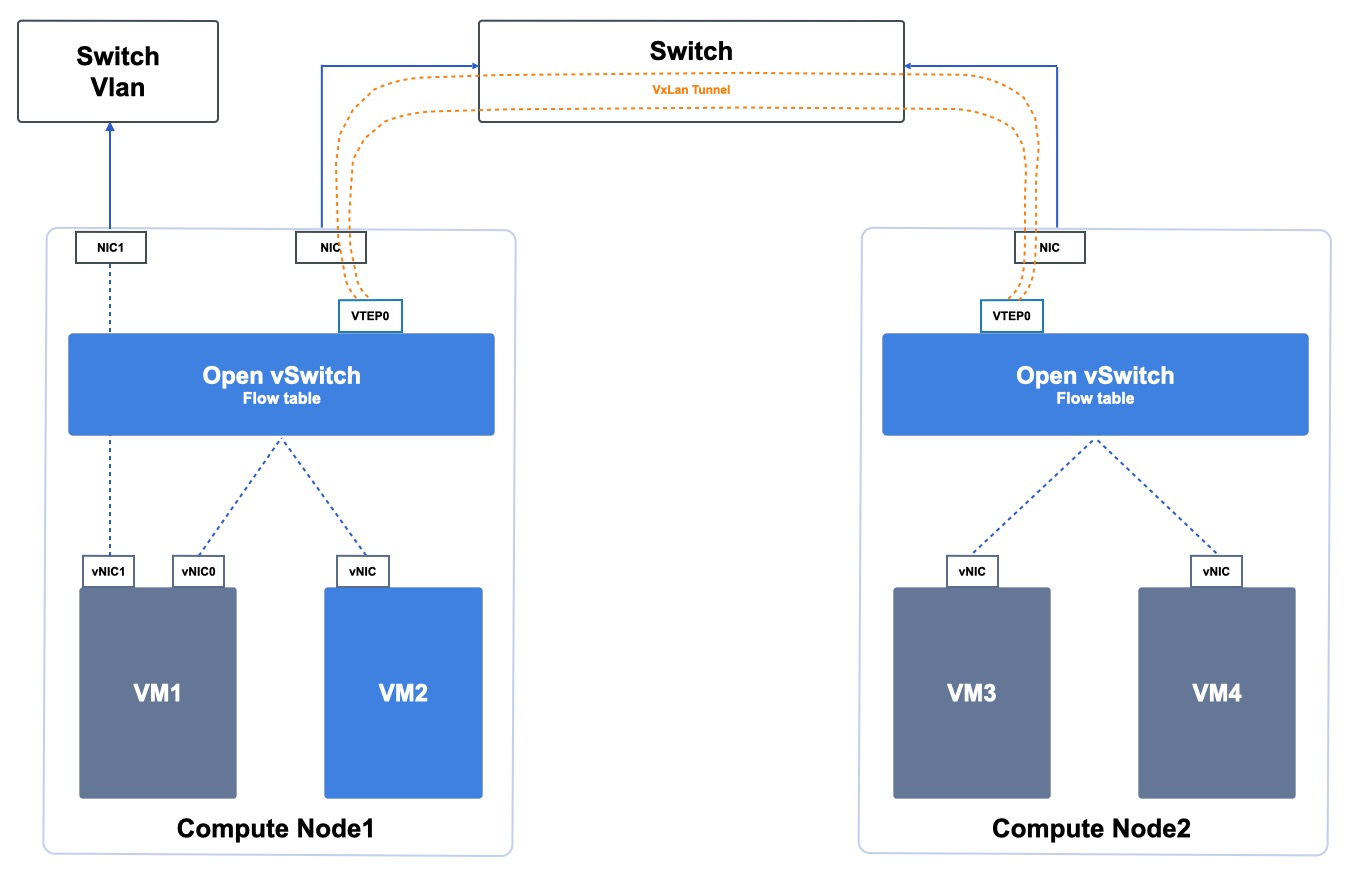 Switch
Vlan
Switch
VxLan Tunnel
NIC1
NIC
NIC
VTEP0
VTEP0
Open vSwitch
Flow table
Open vSwitch
Flow table
vNIC1
vNIC0
vNIC
vNIC
vNIC
VM1
VM2
VM3
VM4
Compute Node1
Compute Node2